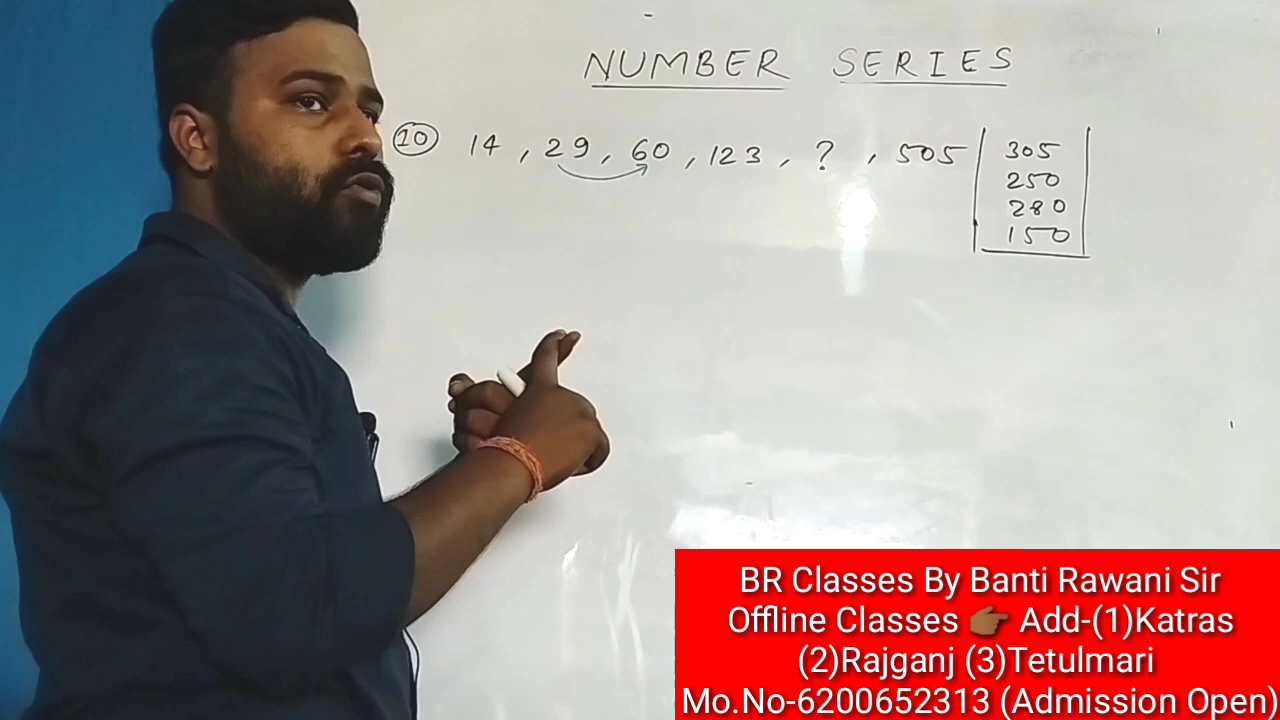 NUMBER SERIES
10 14 , 29 , 60 , 123 , ? , 505
305
250
280
150
BR Classes By Banti Rawani Sir
Offline Classes 👉 Add-(1)Katras
(2)Rajganj (3)Tetulmari
Mo.No-6200652313 (Admission Open)